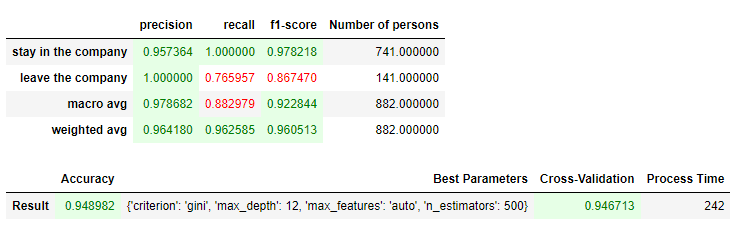 precision recall f1-score Number of persons
stay in the company 0.957364 1.000000 0.978218 741.000000
leave the company 1.000000 0.765957 0.867470 141.000000
macro avg 0.978682 0.882979 0.922844 882.000000
weighted avg 0.964180 0.962585 0.960513 882.000000
Accuracy Best Parameters Cross-Validation Process Time
Result 0.948982 {'criterion': 'gini', 'max_depth': 12, 'max_features': 'auto', 'n_estimators': 500} 0.946713 242